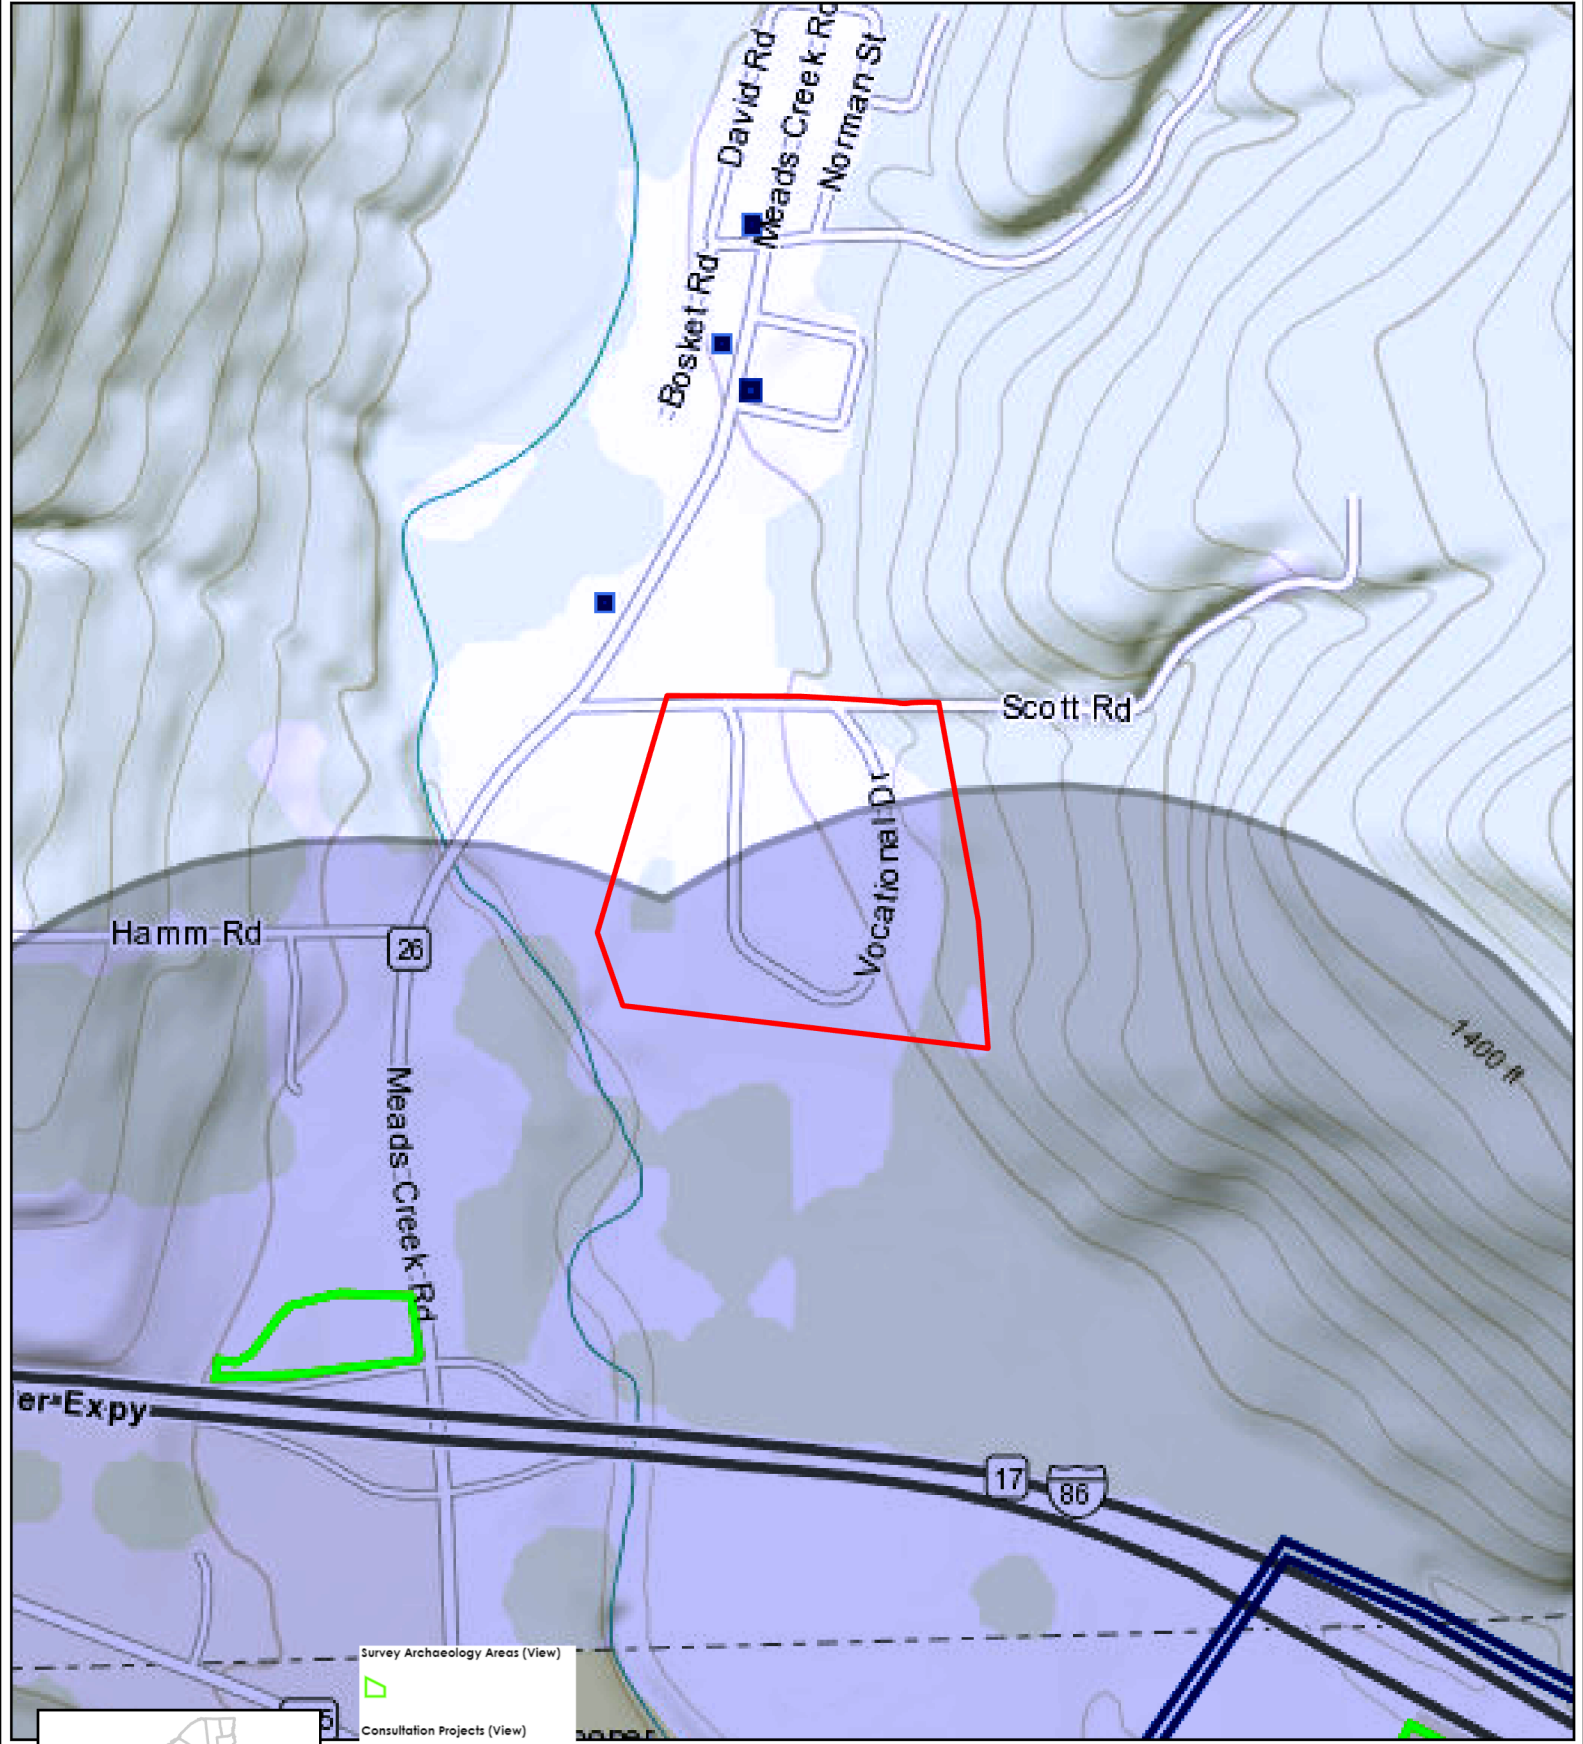 David Rd
Meads Creek Rd
Norman St
Bosket Rd
Scott Rd
Vocational Dr
Hamm Rd
26
1400 ft
Meads Creek Rd
er Expy
17
86
Survey Archaeology Areas (View)
5
Consultation Projects (View)